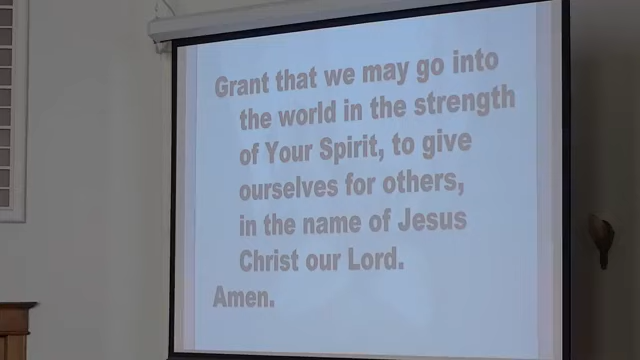 Grant that we may go into
the world in the strength
of Your Spirit, to give
ourselves for others,
in the name of Jesus
Christ our Lord.
Amen.